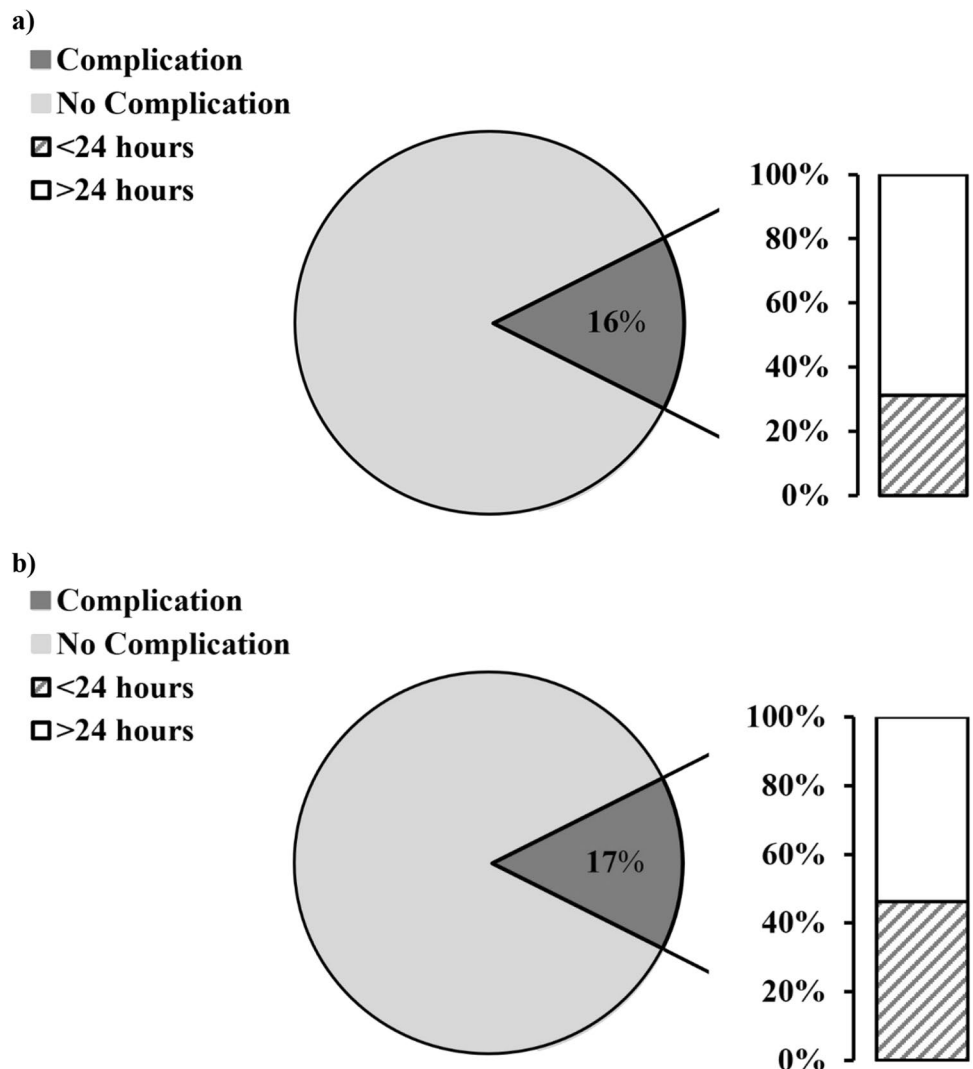 a)
Complication
No Complication
<24 hours
>24 hours
16%
100%
80%
60%
40%
20%
0%
b)
Complication
No Complication
<24 hours
>24 hours
17%
100%
80%
60%
40%
20%
0%